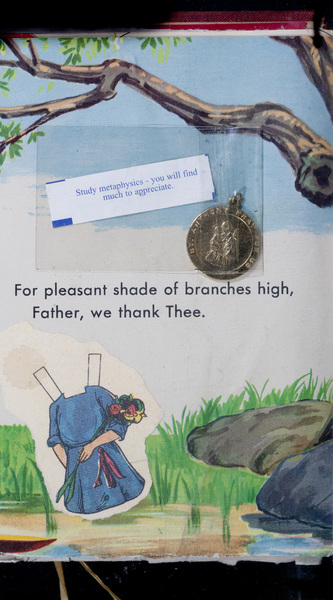 Study metaphysics - you will find
much to appreciate.
For pleasant shade of branches high,
Father, we thank Thee.